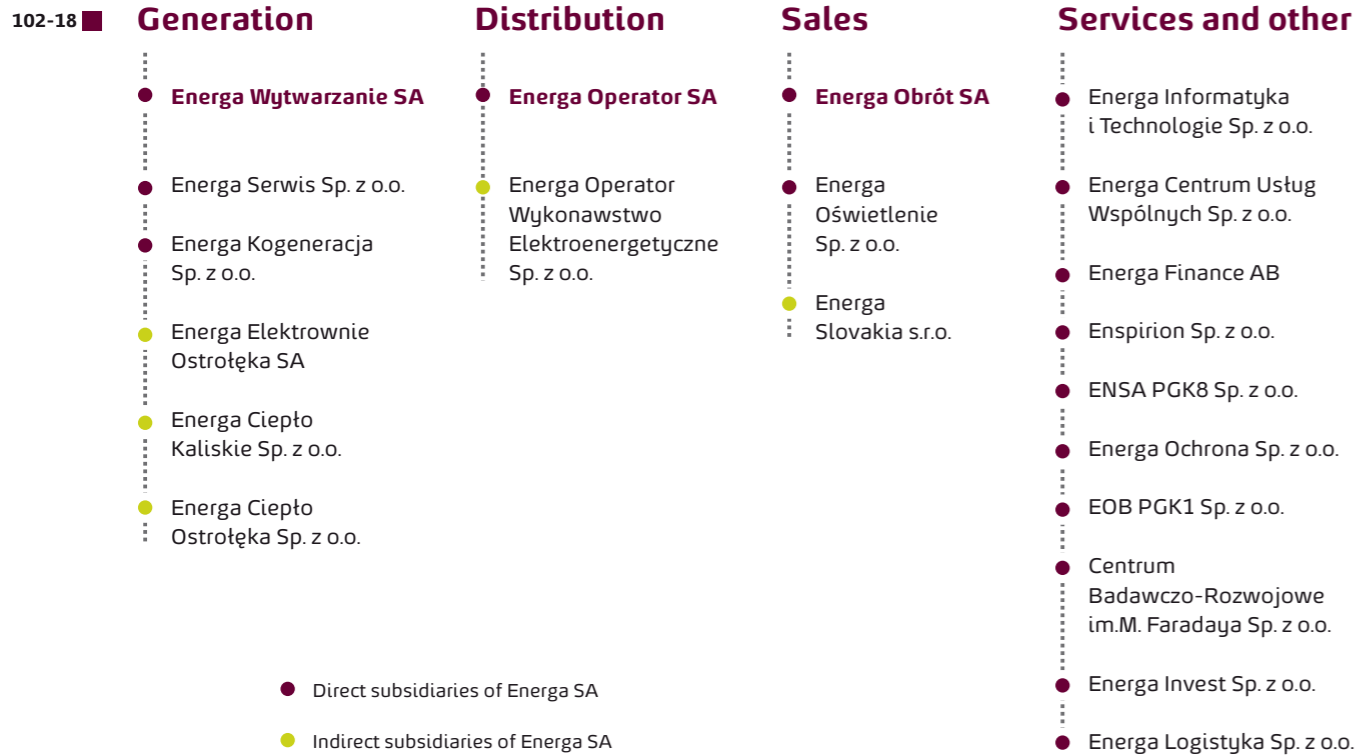 102-18
Generation
Energa Wytwarzanie SA
Energa Serwis Sp. z o.o.
Energa Kogeneracja
Sp. z o.o.
Energa Elektrownie
Ostrołęka SA
Energa Ciepło
Kaliskie Sp. z o.o.
Energa Ciepło
Ostrołęka Sp. z o.o.
Distribution
Energa Operator SA
Energa Operator
Wykonawstwo
Elektroenergetyczne
Sp. z o.o.
Sales
Energa Obrót SA
Energa
Oświetlenie
Sp. z o.o.
Energa
Slovakia s.r.o.
Services and other
Energa Informatyka
i Technologie Sp. z o.o.
Energa Centrum Usług
Wspólnych Sp. z o.o.
Energa Finance AB
Enspirion Sp. z o.o.
ENSA PGK8 Sp. z o.o.
Energa Ochrona Sp. z o.o.
EOB PGK1 Sp. z o.o.
Centrum
Badawczo-Rozwojowe
im.M. Faradaya Sp. z o.o.
Energa Invest Sp. z o.o.
Energa Logistyka Sp. z o.o.
Direct subsidiaries of Energa SA
Indirect subsidiaries of Energa SA